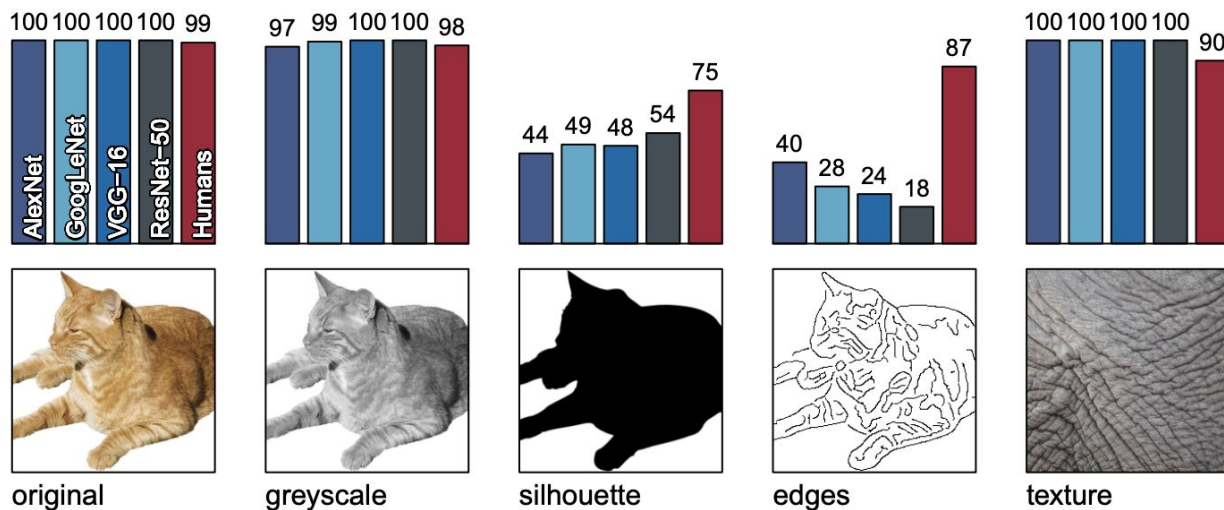 100 100 100 100 99
97 99 100 100 98
44 49 48 54 75
40 28 24 18 87
100 100 100 100 90
AlexNet
GoogLeNet
VGG−16
ResNet−50
Humans
original
greyscale
silhouette
edges
texture